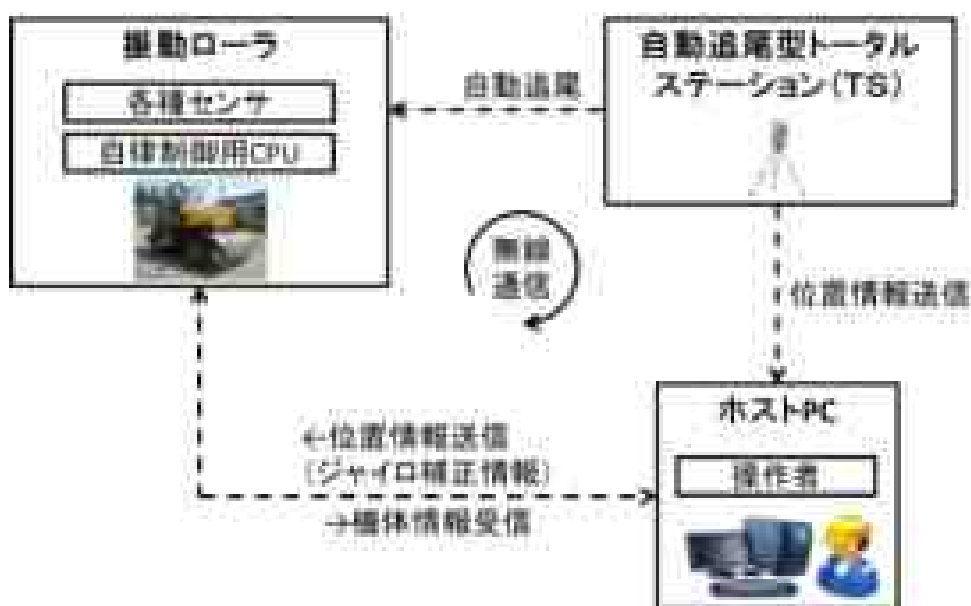 振動ローラ
各種センサ
自律制御用CPU
自動追尾
自動追尾型トータル
ステーション(TS)
無線
通信
位置情報送信
←位置情報送信
(ジャイロ補正情報)
→機体情報受信
ホストPC
操作者